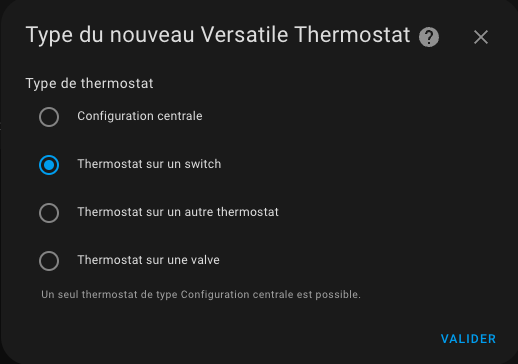 Type du nouveau Versatile Thermostat ?
Type de thermostat
Configuration centrale
Thermostat sur un switch
Thermostat sur un autre thermostat
Thermostat sur une valve
Un seul thermostat de type Configuration centrale est possible.
VALIDER